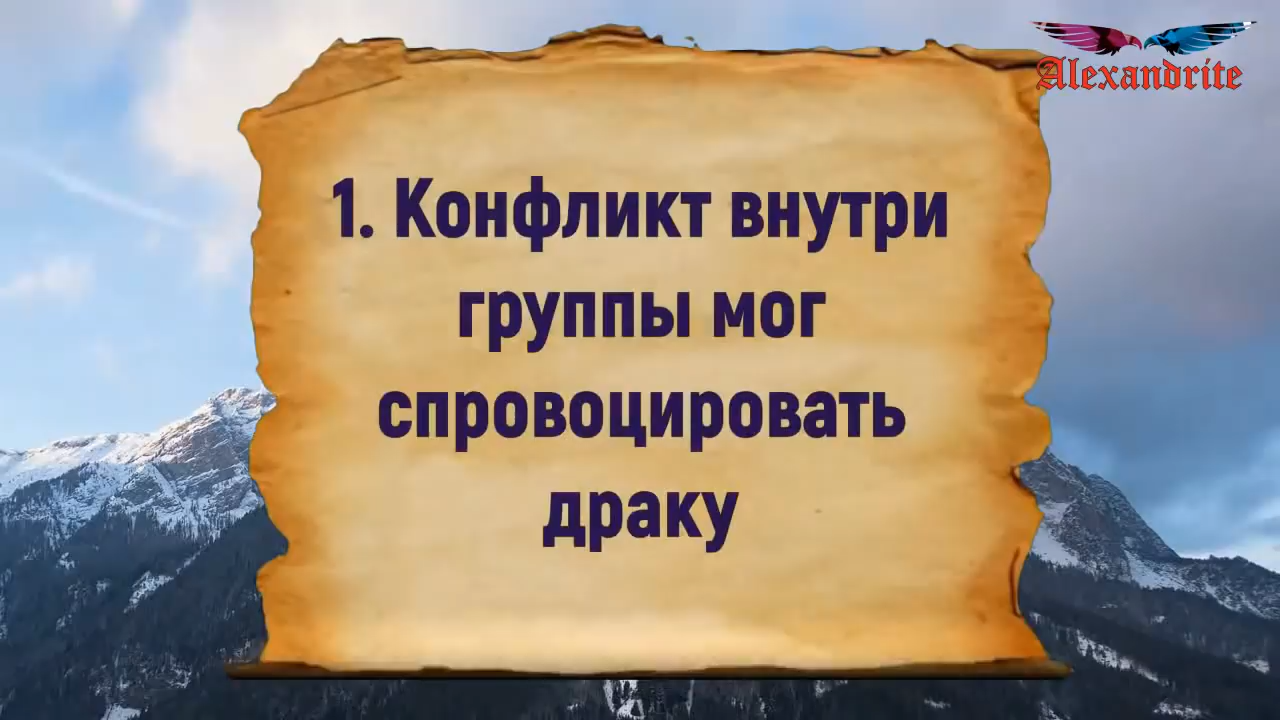 Alexandrite
1. Конфликт внутри
группы мог
спровоцировать
драку